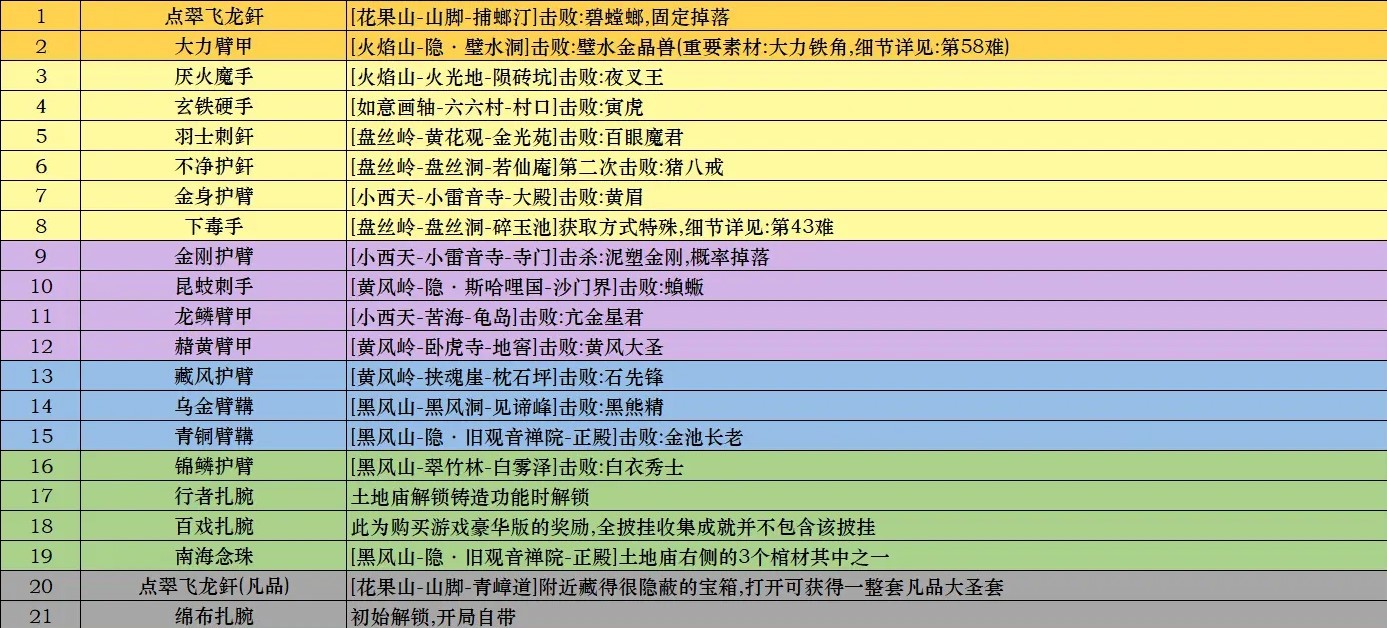 1 点翠飞龙釬 [花果山-山脚-捕螂汀]击败:碧螳螂,固定掉落
2 大力臂甲 [火焰山-隐·璧水洞]击败:璧水金晶兽(重要素材:大力铁角,细节详见:第58难)
3 厌火魔手 [火焰山-火光地-陨砖坑]击败:夜叉王
4 玄铁硬手 [如意画轴-六六村-村口]击败:寅虎
5 羽士刺釬 [盘丝岭-黄花观-金光苑]击败:百眼魔君
6 不净护釬 [盘丝岭-盘丝洞-若仙庵]第二次击败:猪八戒
7 金身护臂 [小西天-小雷音寺-大殿]击败:黄眉
8 下毒手 [盘丝岭-盘丝洞-碎玉池]获取方式特殊,细节详见:第43难
9 金刚护臂 [小西天-小雷音寺-寺门]击杀:泥塑金刚,概率掉落
10 昆蚑刺手 [黄风岭-隐·斯哈哩国-沙门界]击败:蝜蝂
11 龙鳞臂甲 [小西天-苦海-龟岛]击败:亢金星君
12 赭黄臂甲 [黄风岭-卧虎寺-地窖]击败:黄风大圣
13 藏风护臂 [黄风岭-挟魂崖-枕石坪]击败:石先锋
14 乌金臂鞲 [黑风山-黑风洞-见谛峰]击败:黑熊精
15 青铜臂鞲 [黑风山-隐·旧观音禅院-正殿]击败:金池长老
16 锦鳞护臂 [黑风山-翠竹林-白雾泽]击败:白衣秀士
17 行者扎腕 土地庙解锁铸造功能时解锁
18 百戏扎腕 此为购买游戏豪华版的奖励,全披挂收集成就并不包含该披挂
19 南海念珠 [黑风山-隐·旧观音禅院-正殿]土地庙右侧的3个棺材其中之一
20 点翠飞龙釬(凡品) [花果山-山脚-青嶂道]附近藏得很隐蔽的宝箱,打开可获得一整套凡品大圣套
21 绵布扎腕 初始解锁,开局自带